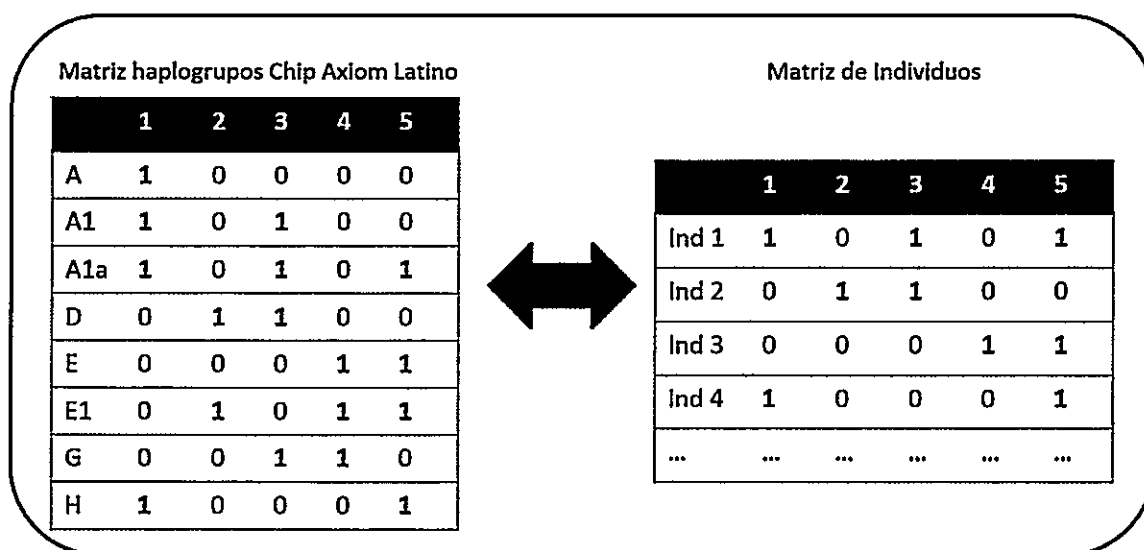 Matriz haplogrupos Chip Axiom Latino
1 2 3 4 5
A 1 0 0 0 0
A1 1 0 1 0 0
A1a 1 0 1 0 1
D 0 1 1 0 0
E 0 0 0 1 1
E1 0 1 0 1 1
G 0 0 1 1 0
H 1 0 0 0 1
Matriz de Individuos
1 2 3 4 5
Ind 1 1 0 1 0 1
Ind 2 0 1 1 0 0
Ind 3 0 0 0 1 1
Ind 4 1 0 0 0 1
... ... ... ... ... ...